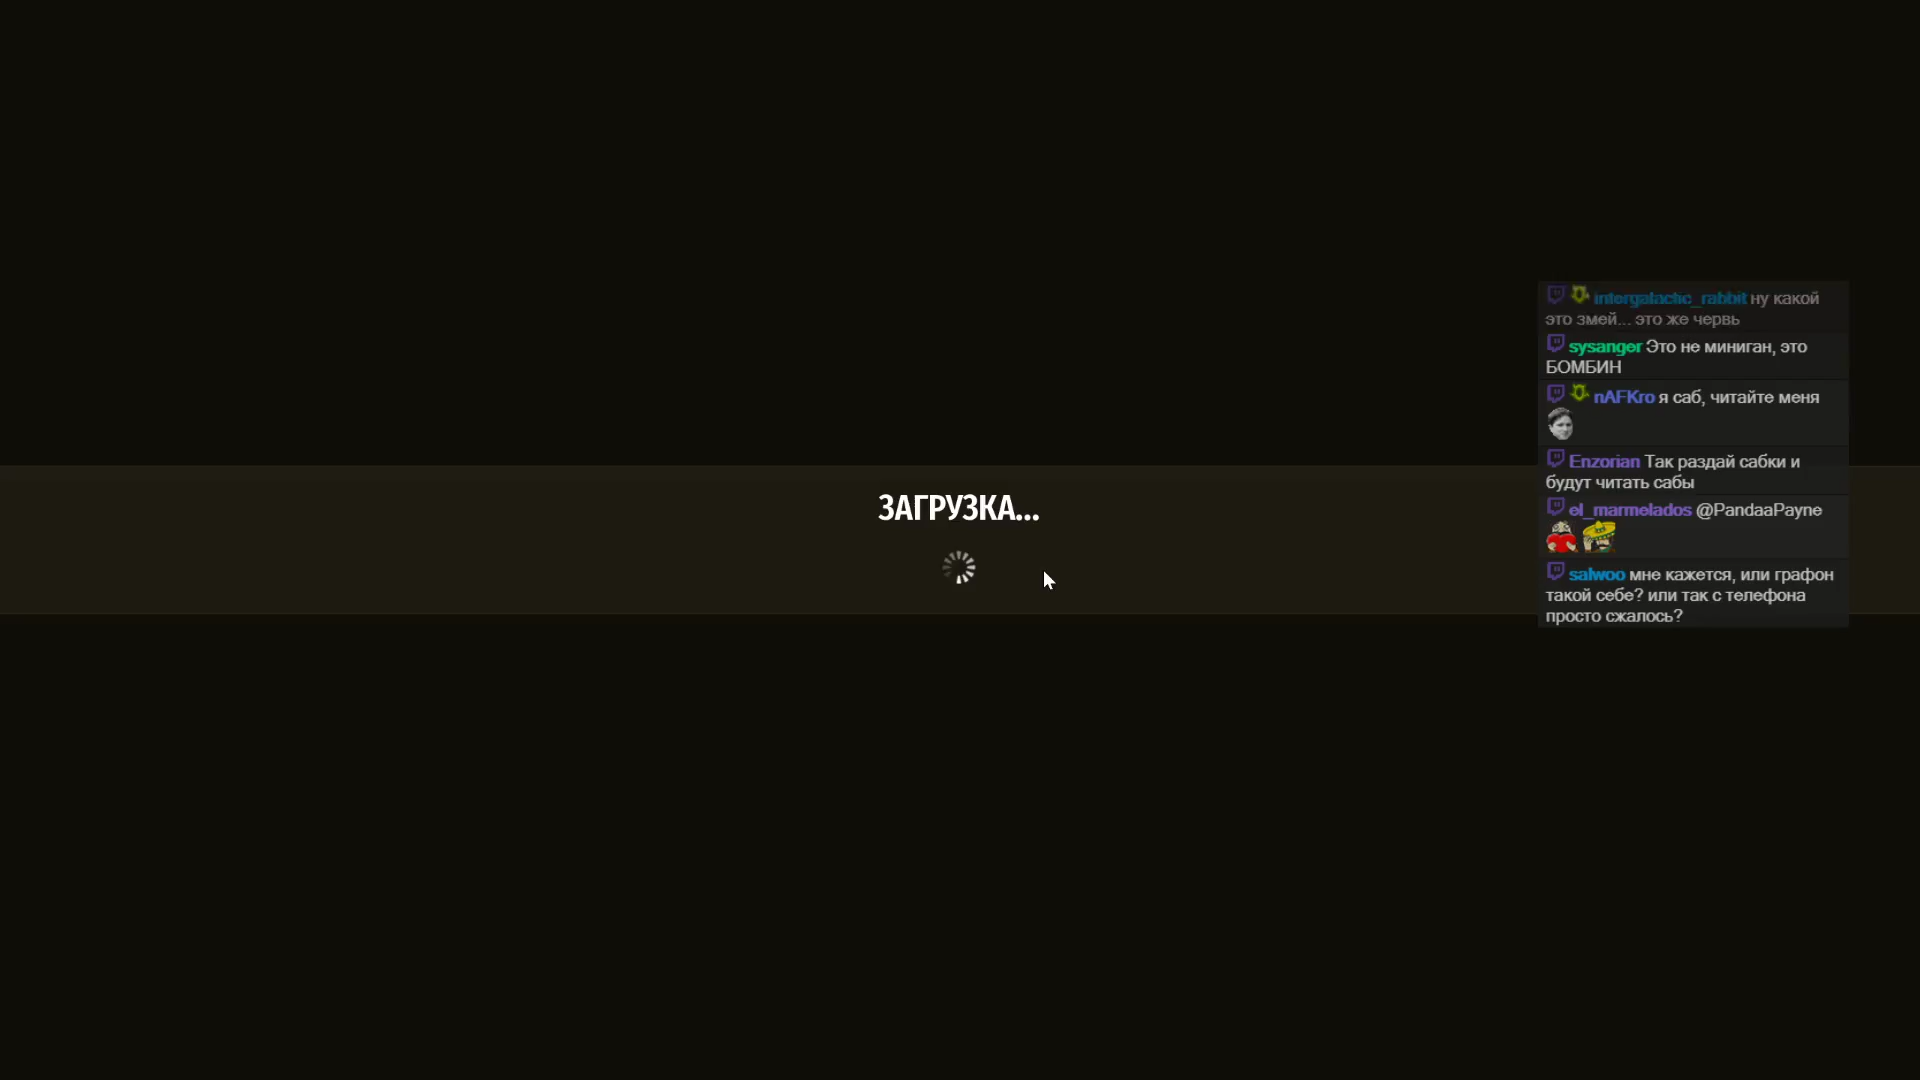 intergalactic_rabbit ну какой
это змей... это же червь
sysanger Это не миниган, это
БОМБИН
nAFKro я саб, читайте меня
Enzorian Так раздай сабки и
будут читать сабы
ЗАГРУЗКА...
el_marmelados @PandaaPayne
salwoo мне кажется, или графон
такой себе? или так с телефона
просто сжалось?